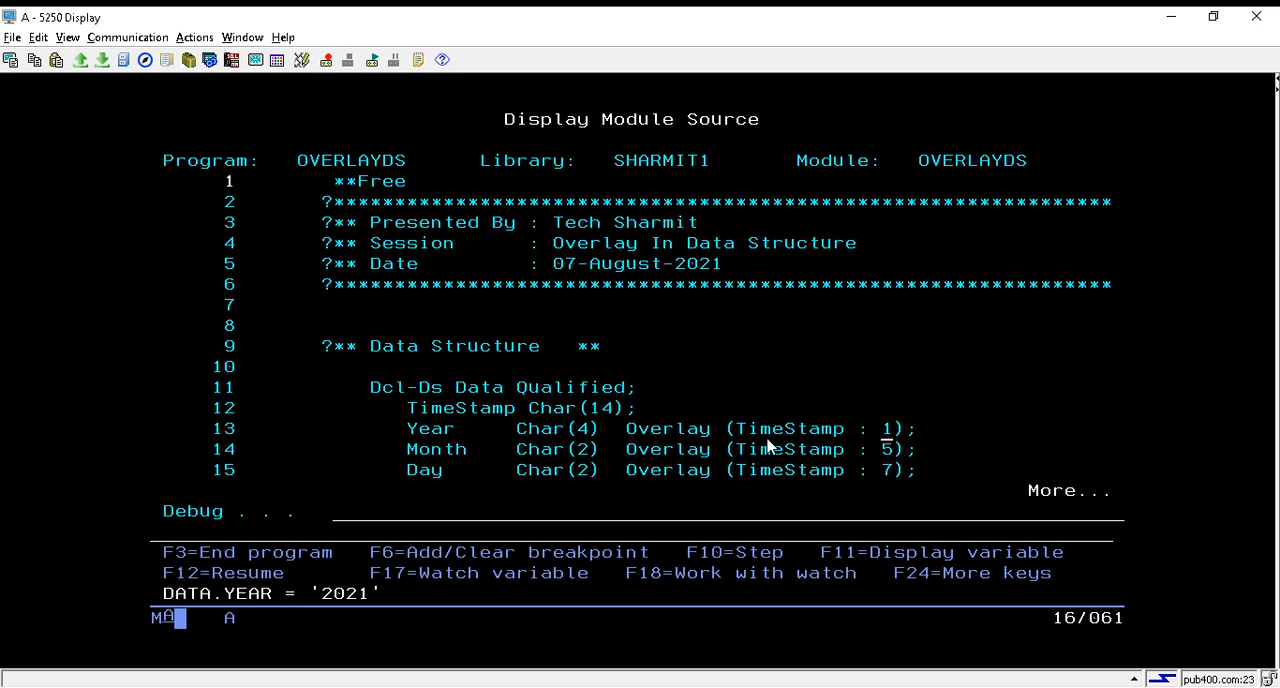 A - 5250 Display
File Edit View Communication Actions Window Help
Display Module Source
Program: OVERLAYDS Library: SHARMIT1 Module: OVERLAYDS
1 **Free
2 ?****************************************************************
3 ?** Presented By : Tech Sharmit
4 ?** Session : Overlay In Data Structure
5 ?** Date : 07-August-2021
6 ?****************************************************************
7
8
9 ?** Data Structure **
10
11 Dcl-Ds Data Qualified;
12 TimeStamp Char(14);
13 Year Char(4) Overlay (TimeStamp : 1);
14 Month Char(2) Overlay (TimeStamp : 5);
15 Day Char(2) Overlay (TimeStamp : 7);
More...
Debug . . .
F3=End program F6=Add/Clear breakpoint F10=Step F11=Display variable
F12=Resume F17=Watch variable F18=Work with watch F24=More keys
DATA.YEAR = '2021'
MA A 16/061
pub400.com:23